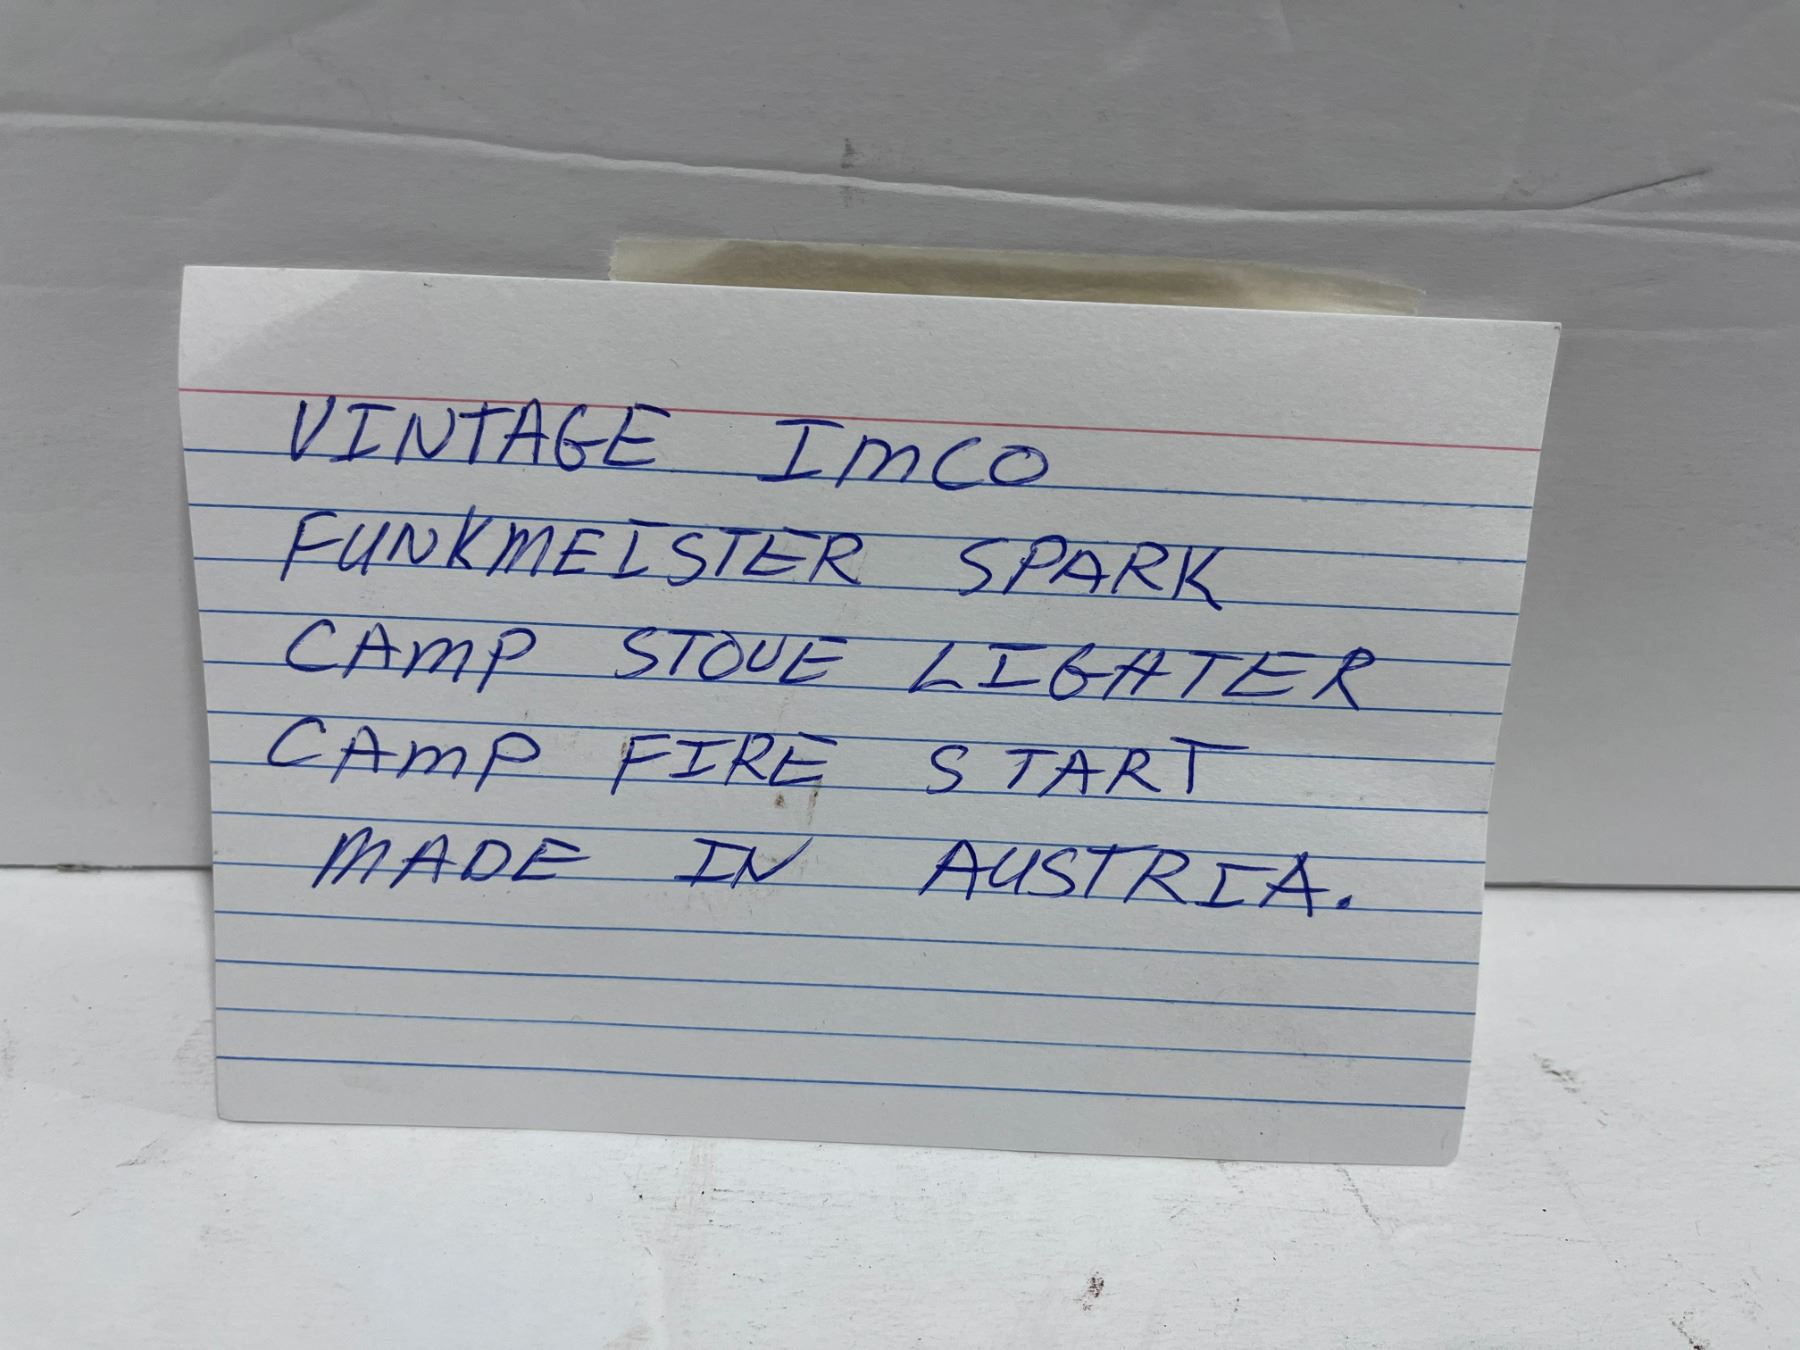 VINTAGE IMCO
FUNKMEISTER SPARK
CAMP STOVE LIGHTER
CAMP FIRE START
MADE IN AUSTRIA.